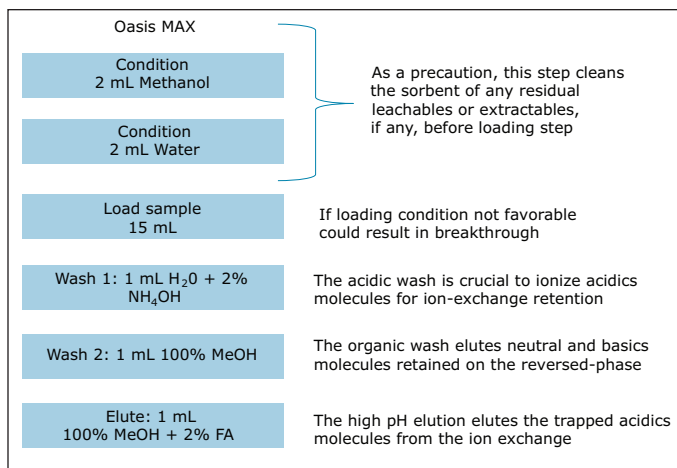 Oasis MAX
Condition
2 mL Methanol
Condition
2 mL Water
As a precaution, this step cleans
the sorbent of any residual
leachables or extractables,
if any, before loading step
Load sample
15 mL
If loading condition not favorable
could result in breakthrough
Wash 1: 1 mL H₂0 + 2%
NH₄OH
The acidic wash is crucial to ionize acidics
molecules for ion-exchange retention
Wash 2: 1 mL 100% MeOH
The organic wash elutes neutral and basics
molecules retained on the reversed-phase
Elute: 1 mL
100% MeOH + 2% FA
The high pH elution elutes the trapped acidics
molecules from the ion exchange